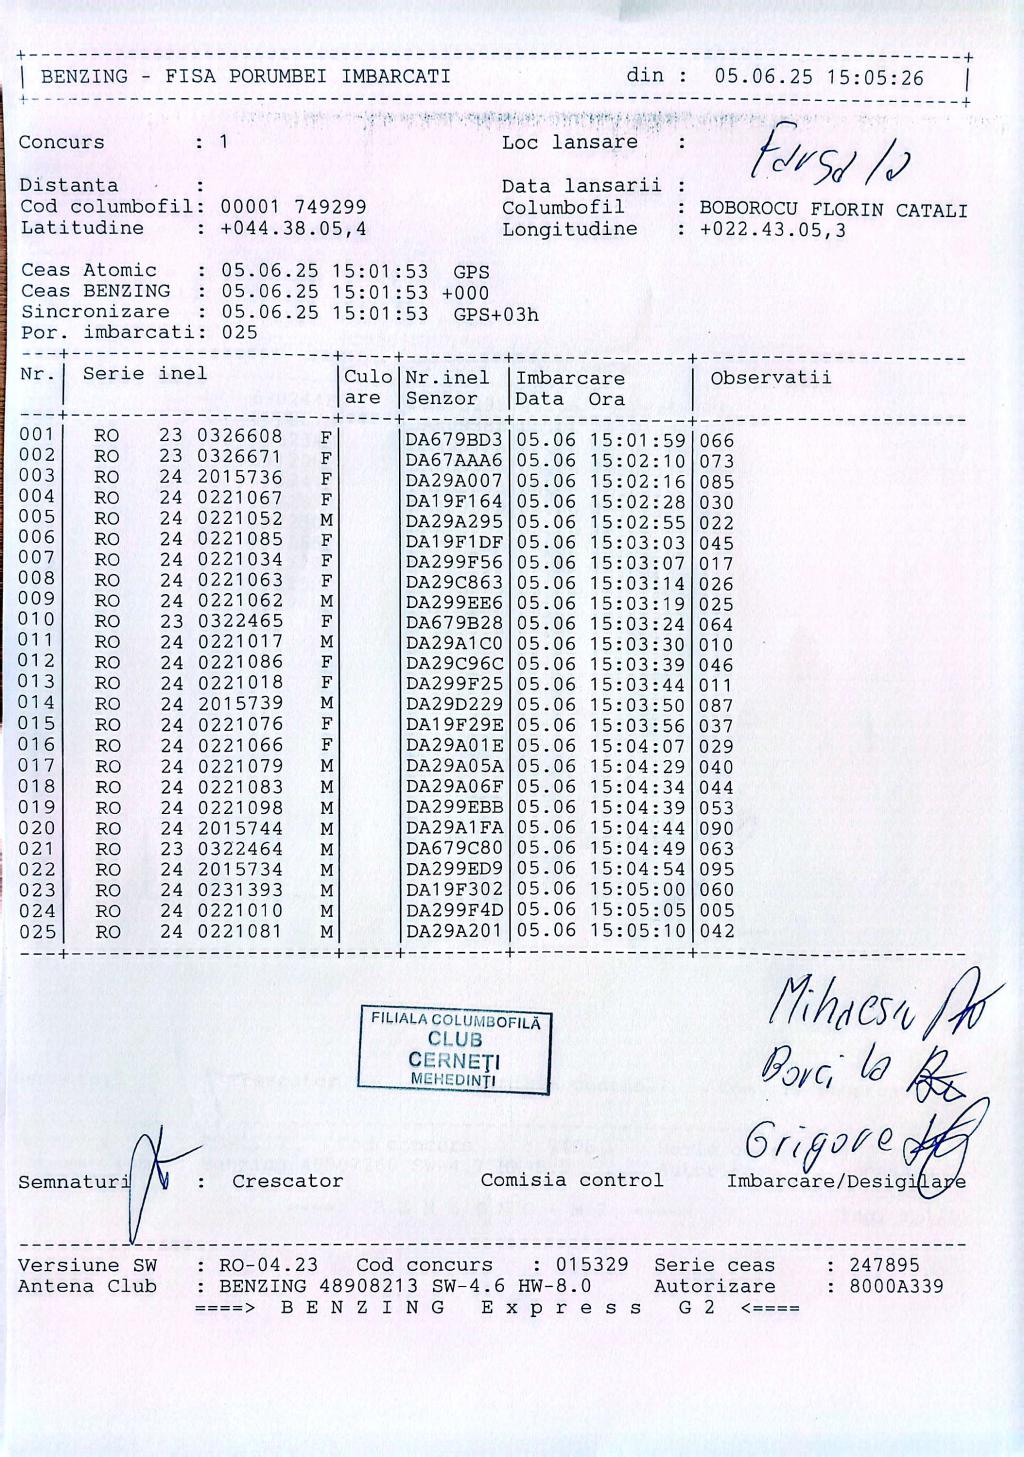 BENZING - FISA PORUMBEI IMBARCATI din : 05.06.25 15:05:26
Concurs : 1 Loc lansare : Farsala
Distanta : Data lansarii :
Cod columbofil: 00001 749299 Columbofil : BOBOROCU FLORIN CATALI
Latitudine : +044.38.05,4 Longitudine : +022.43.05,3
Ceas Atomic : 05.06.25 15:01:53 GPS
Ceas BENZING : 05.06.25 15:01:53 +000
Sincronizare : 05.06.25 15:01:53 GPS+03h
Por. imbarcati: 025
Nr. Serie inel Culo Nr.inel Imbarcare Observatii
are Senzor Data Ora
001 RO 23 0326608 F DA679BD3 05.06 15:01:59 066
002 RO 23 0326671 F DA67AAA6 05.06 15:02:10 073
003 RO 24 2015736 F DA29A007 05.06 15:02:16 085
004 RO 24 0221067 F DA19F164 05.06 15:02:28 030
005 RO 24 0221052 M DA29A295 05.06 15:02:55 022
006 RO 24 0221085 F DA19F1DF 05.06 15:03:03 045
007 RO 24 0221034 F DA299F56 05.06 15:03:07 017
008 RO 24 0221063 F DA29C863 05.06 15:03:14 026
009 RO 24 0221062 M DA299EE6 05.06 15:03:19 025
010 RO 23 0322465 F DA679B28 05.06 15:03:24 064
011 RO 24 0221017 M DA29A1C0 05.06 15:03:30 010
012 RO 24 0221086 F DA29C96C 05.06 15:03:39 046
013 RO 24 0221018 F DA299F25 05.06 15:03:44 011
014 RO 24 2015739 M DA29D229 05.06 15:03:50 087
015 RO 24 0221076 F DA19F29E 05.06 15:03:56 037
016 RO 24 0221066 F DA29A01E 05.06 15:04:07 029
017 RO 24 0221079 M DA29A05A 05.06 15:04:29 040
018 RO 24 0221083 M DA29A06F 05.06 15:04:34 044
019 RO 24 0221098 M DA299EBB 05.06 15:04:39 053
020 RO 24 2015744 M DA29A1FA 05.06 15:04:44 090
021 RO 23 0322464 M DA679C80 05.06 15:04:49 063
022 RO 24 2015734 M DA299ED9 05.06 15:04:54 095
023 RO 24 0231393 M DA19F302 05.06 15:05:00 060
024 RO 24 0221010 M DA299F4D 05.06 15:05:05 005
025 RO 24 0221081 M DA29A201 05.06 15:05:10 042
FILIALA COLUMBOFILĂ
CLUB
CERNEŢI
MEHEDINŢI
Mihaescu
Borcila
Grigore
Semnaturi : Crescator Comisia control Imbarcare/Desigilare
Versiune SW : RO-04.23 Cod concurs : 015329 Serie ceas : 247895
Antena Club : BENZING 48908213 SW-4.6 HW-8.0 Autorizare : 8000A339
====> B E N Z I N G E x p r e s s G 2 <====